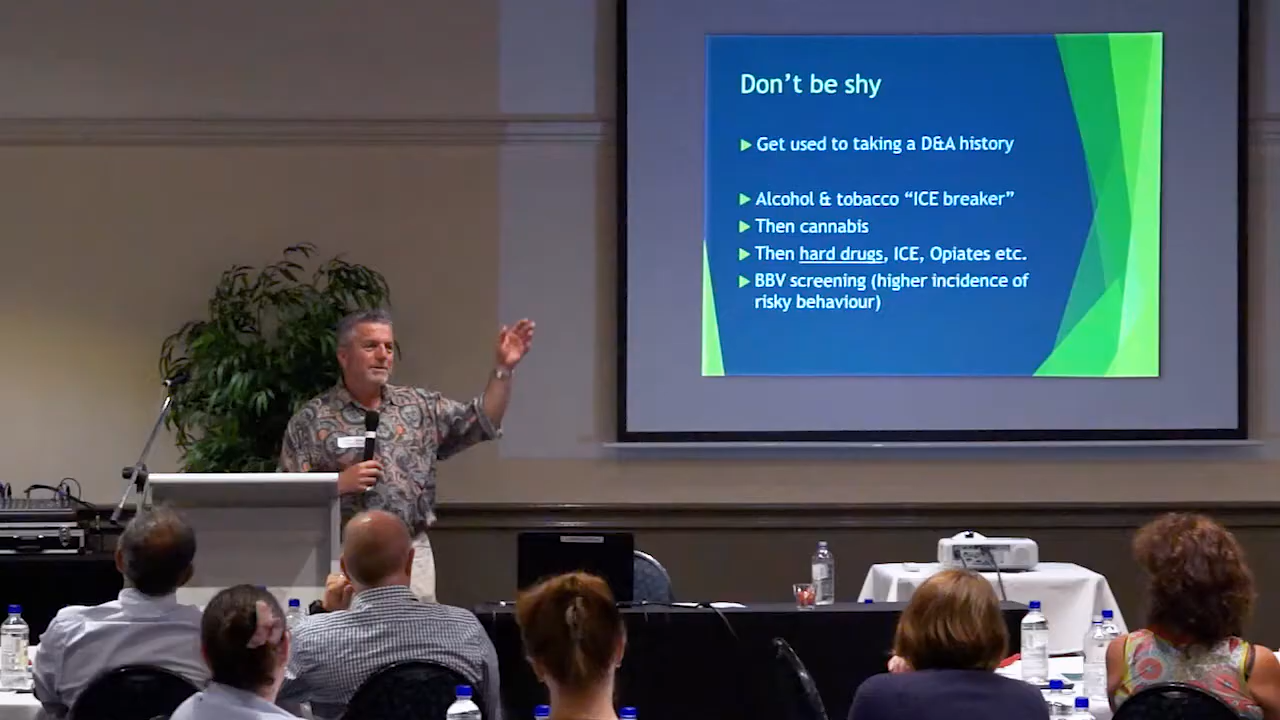 Don't be shy
Get used to taking a D&A history
Alcohol & tobacco “ICE breaker”
Then cannabis
Then hard drugs, ICE, Opiates etc.
BBV screening (higher incidence of
risky behaviour)